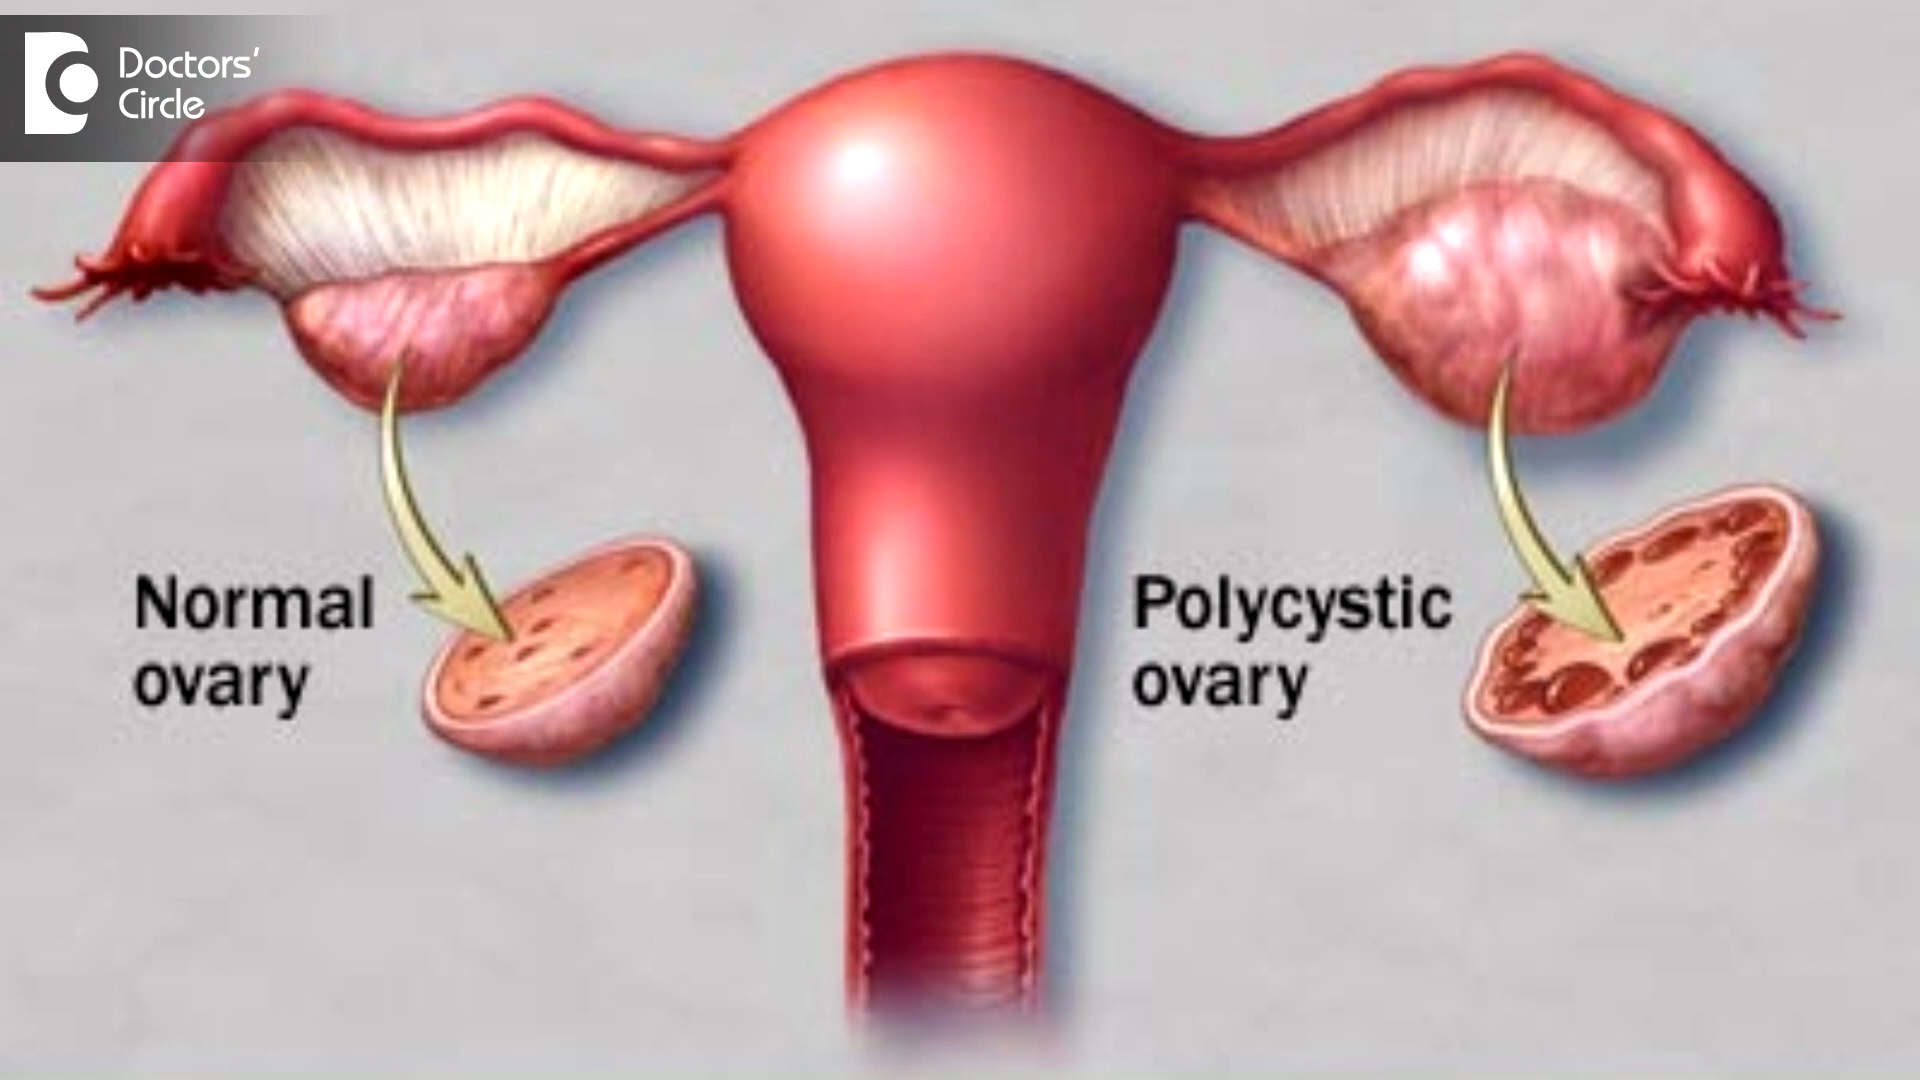 Doctors'
Circle
Normal
ovary
Polycystic
ovary